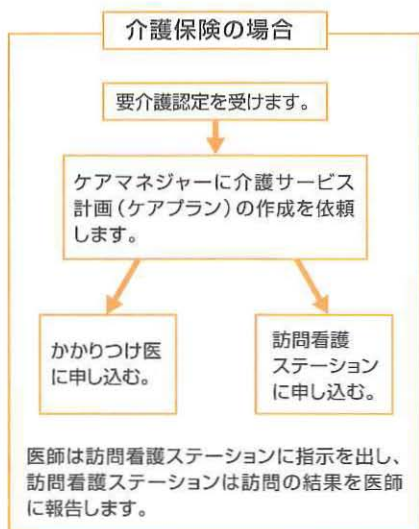 介護保険の場合
要介護認定を受けます。
ケアマネジャーに介護サービス
計画（ケアプラン）の作成を依頼
します。
かかりつけ医
に申し込む。
訪問看護
ステーション
に申し込む。
医師は訪問看護ステーションに指示を出し、
訪問看護ステーションは訪問の結果を医師
に報告します。